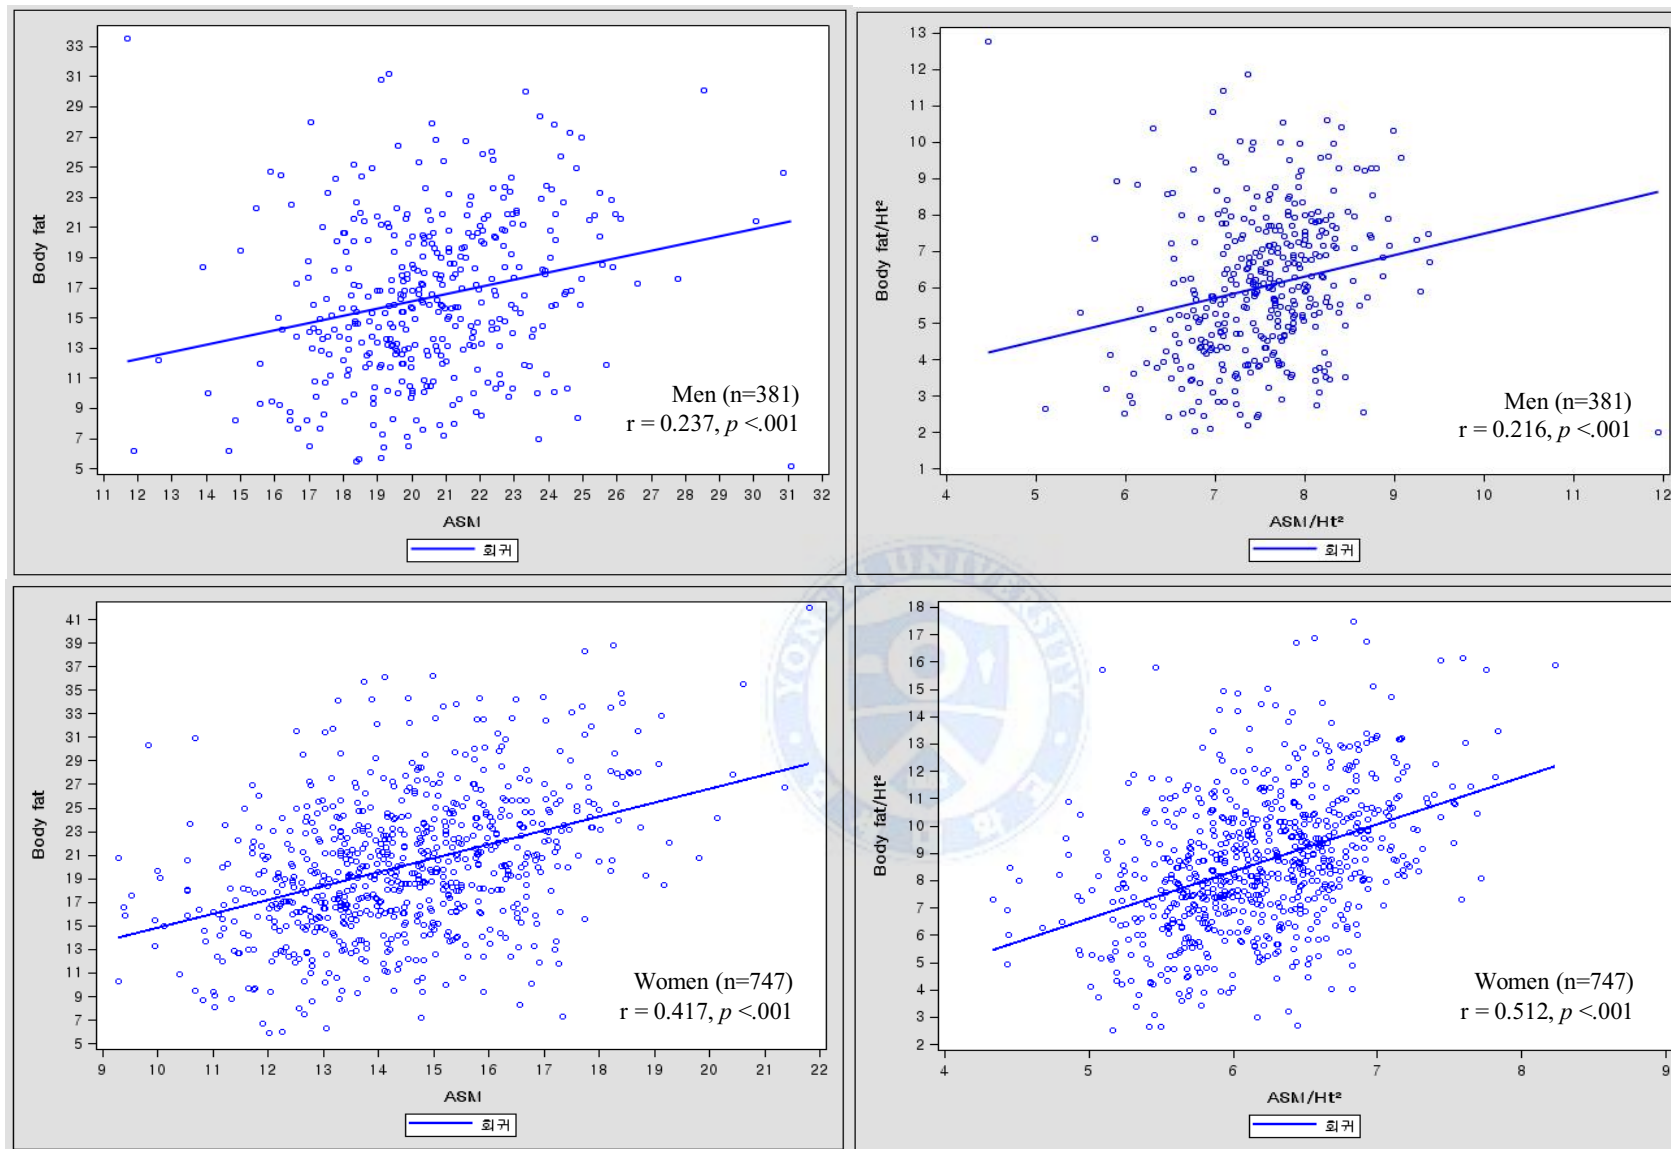 33
31
29
27
25
23
21
19
17
15
13
11
9
7
5
Body fat
Men (n=381)
r = 0.237, p <.001
11 12 13 14 15 16 17 18 19 20 21 22 23 24 25 26 27 28 29 30 31 32
ASM
회귀
13
12
11
10
9
8
7
6
5
4
3
2
1
Body fat/Ht²
Men (n=381)
r = 0.216, p <.001
4 5 6 7 8 9 10 11 12
ASM/Ht²
회귀
41
39
37
35
33
31
29
27
25
23
21
19
17
15
13
11
9
7
5
Body fat
Women (n=747)
r = 0.417, p <.001
9 10 11 12 13 14 15 16 17 18 19 20 21 22
ASM
회귀
18
17
16
15
14
13
12
11
10
9
8
7
6
5
4
3
2
Body fat/Ht²
Women (n=747)
r = 0.512, p <.001
4 5 6 7 8 9
ASM/Ht²
회귀
YONSEI UNIVERSITY